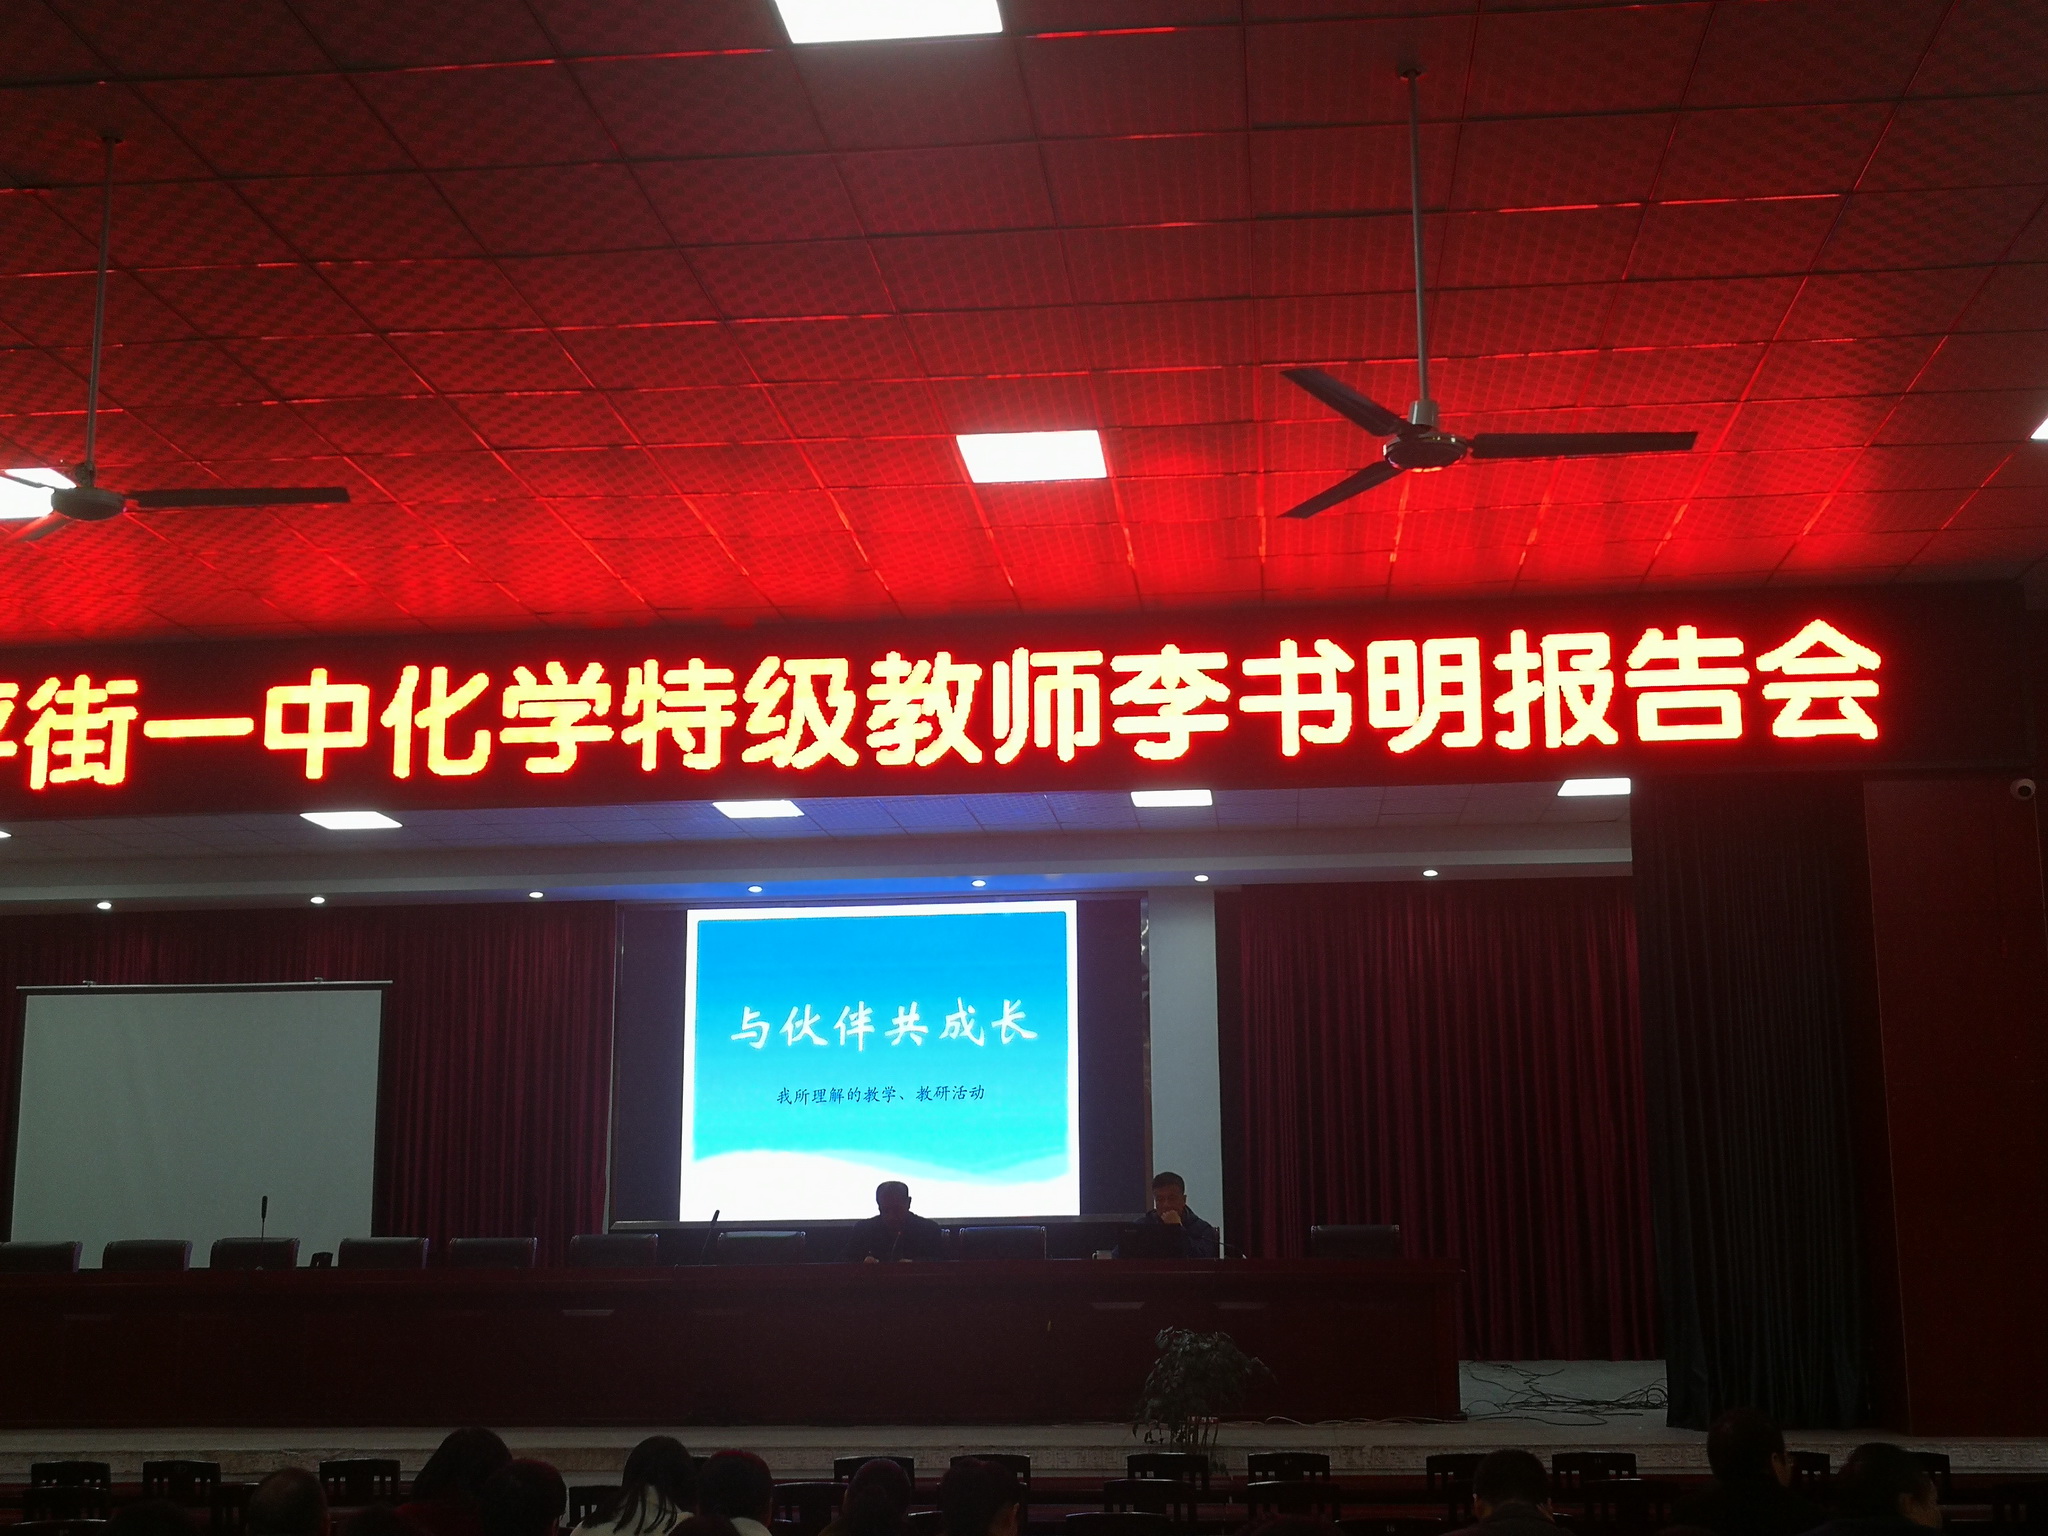 街一中化学特级教师李书明报告会
与伙伴共成长
我所理解的教学、教研活动